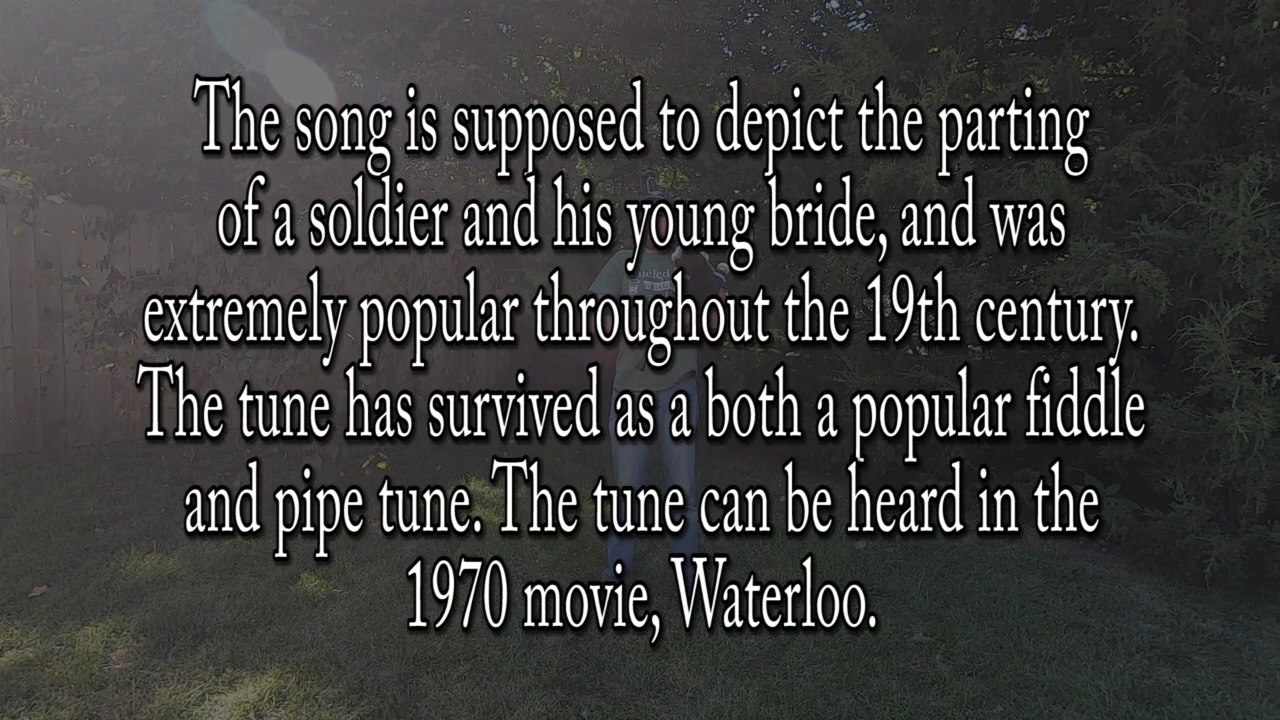 The song is supposed to depict the parting
of a soldier and his young bride, and was
extremely popular throughout the 19th century.
The tune has survived as a both a popular fiddle
and pipe tune. The tune can be heard in the
1970 movie, Waterloo.